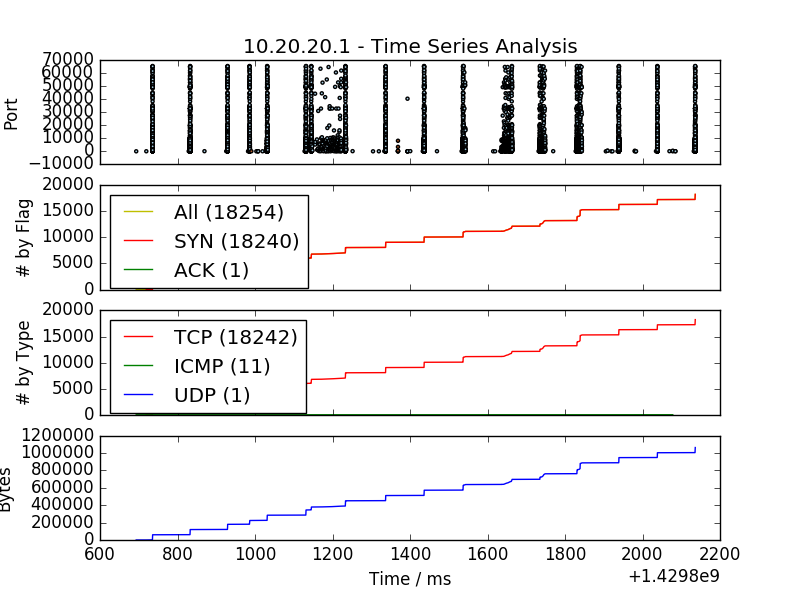 10.20.20.1 - Time Series Analysis
70000
60000
50000
40000
30000
20000
10000
0
−10000
Port
20000
15000
10000
5000
0
# by Flag
All (18254)
SYN (18240)
ACK (1)
20000
15000
10000
5000
0
# by Type
TCP (18242)
ICMP (11)
UDP (1)
1200000
1000000
800000
600000
400000
200000
0
Bytes
600 800 1000 1200 1400 1600 1800 2000 2200
Time / ms
+1.4298e9